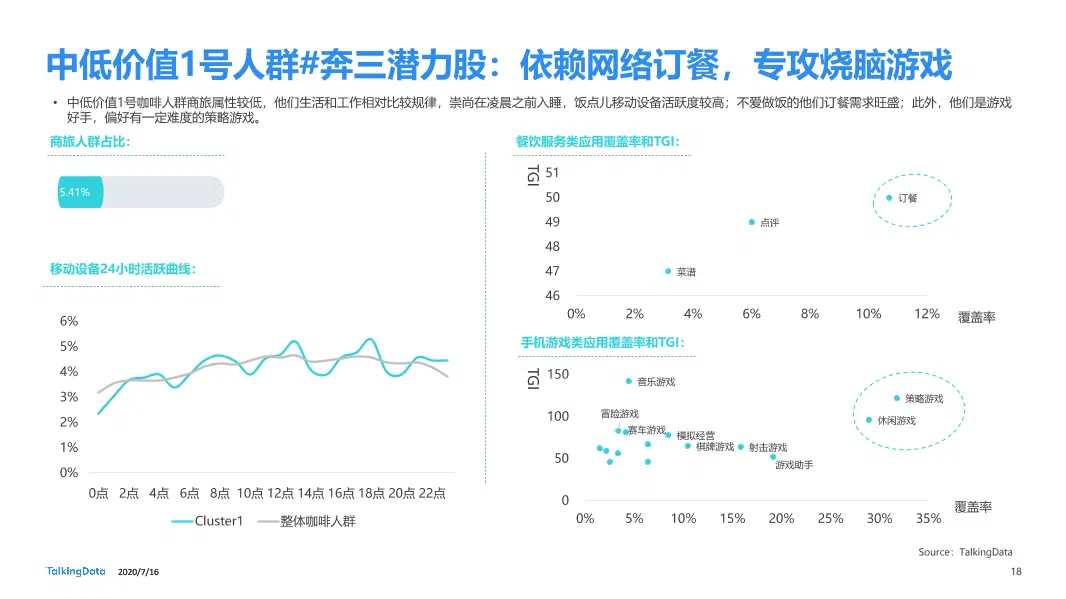 中低价值1号人群#奔三潜力股：依赖网络订餐，专攻烧脑游戏
• 中低价值1号咖啡人群商旅属性较低，他们生活和工作相对比较规律，崇尚在凌晨之前入睡，饭点儿移动设备活跃度较高；不爱做饭的他们订餐需求旺盛；此外，他们是游戏
好手，偏好有一定难度的策略游戏。
商旅人群占比：
5.41%
移动设备24小时活跃曲线：
6%
5%
4%
3%
2%
1%
0%
0点 2点 4点 6点 8点 10点 12点 14点 16点 18点 20点 22点
Cluster1 整体咖啡人群
餐饮服务类应用覆盖率和TGI：
TGI
51
50
49
48
47
46
订餐
点评
菜谱
0% 2% 4% 6% 8% 10% 12%
覆盖率
手机游戏类应用覆盖率和TGI：
TGI
150
100
50
0
音乐游戏
策略游戏
冒险游戏
休闲游戏
赛车游戏
模拟经营
棋牌游戏
射击游戏
游戏助手
0% 5% 10% 15% 20% 25% 30% 35%
覆盖率
Source：TalkingData
TalkingData 2020/7/16
18